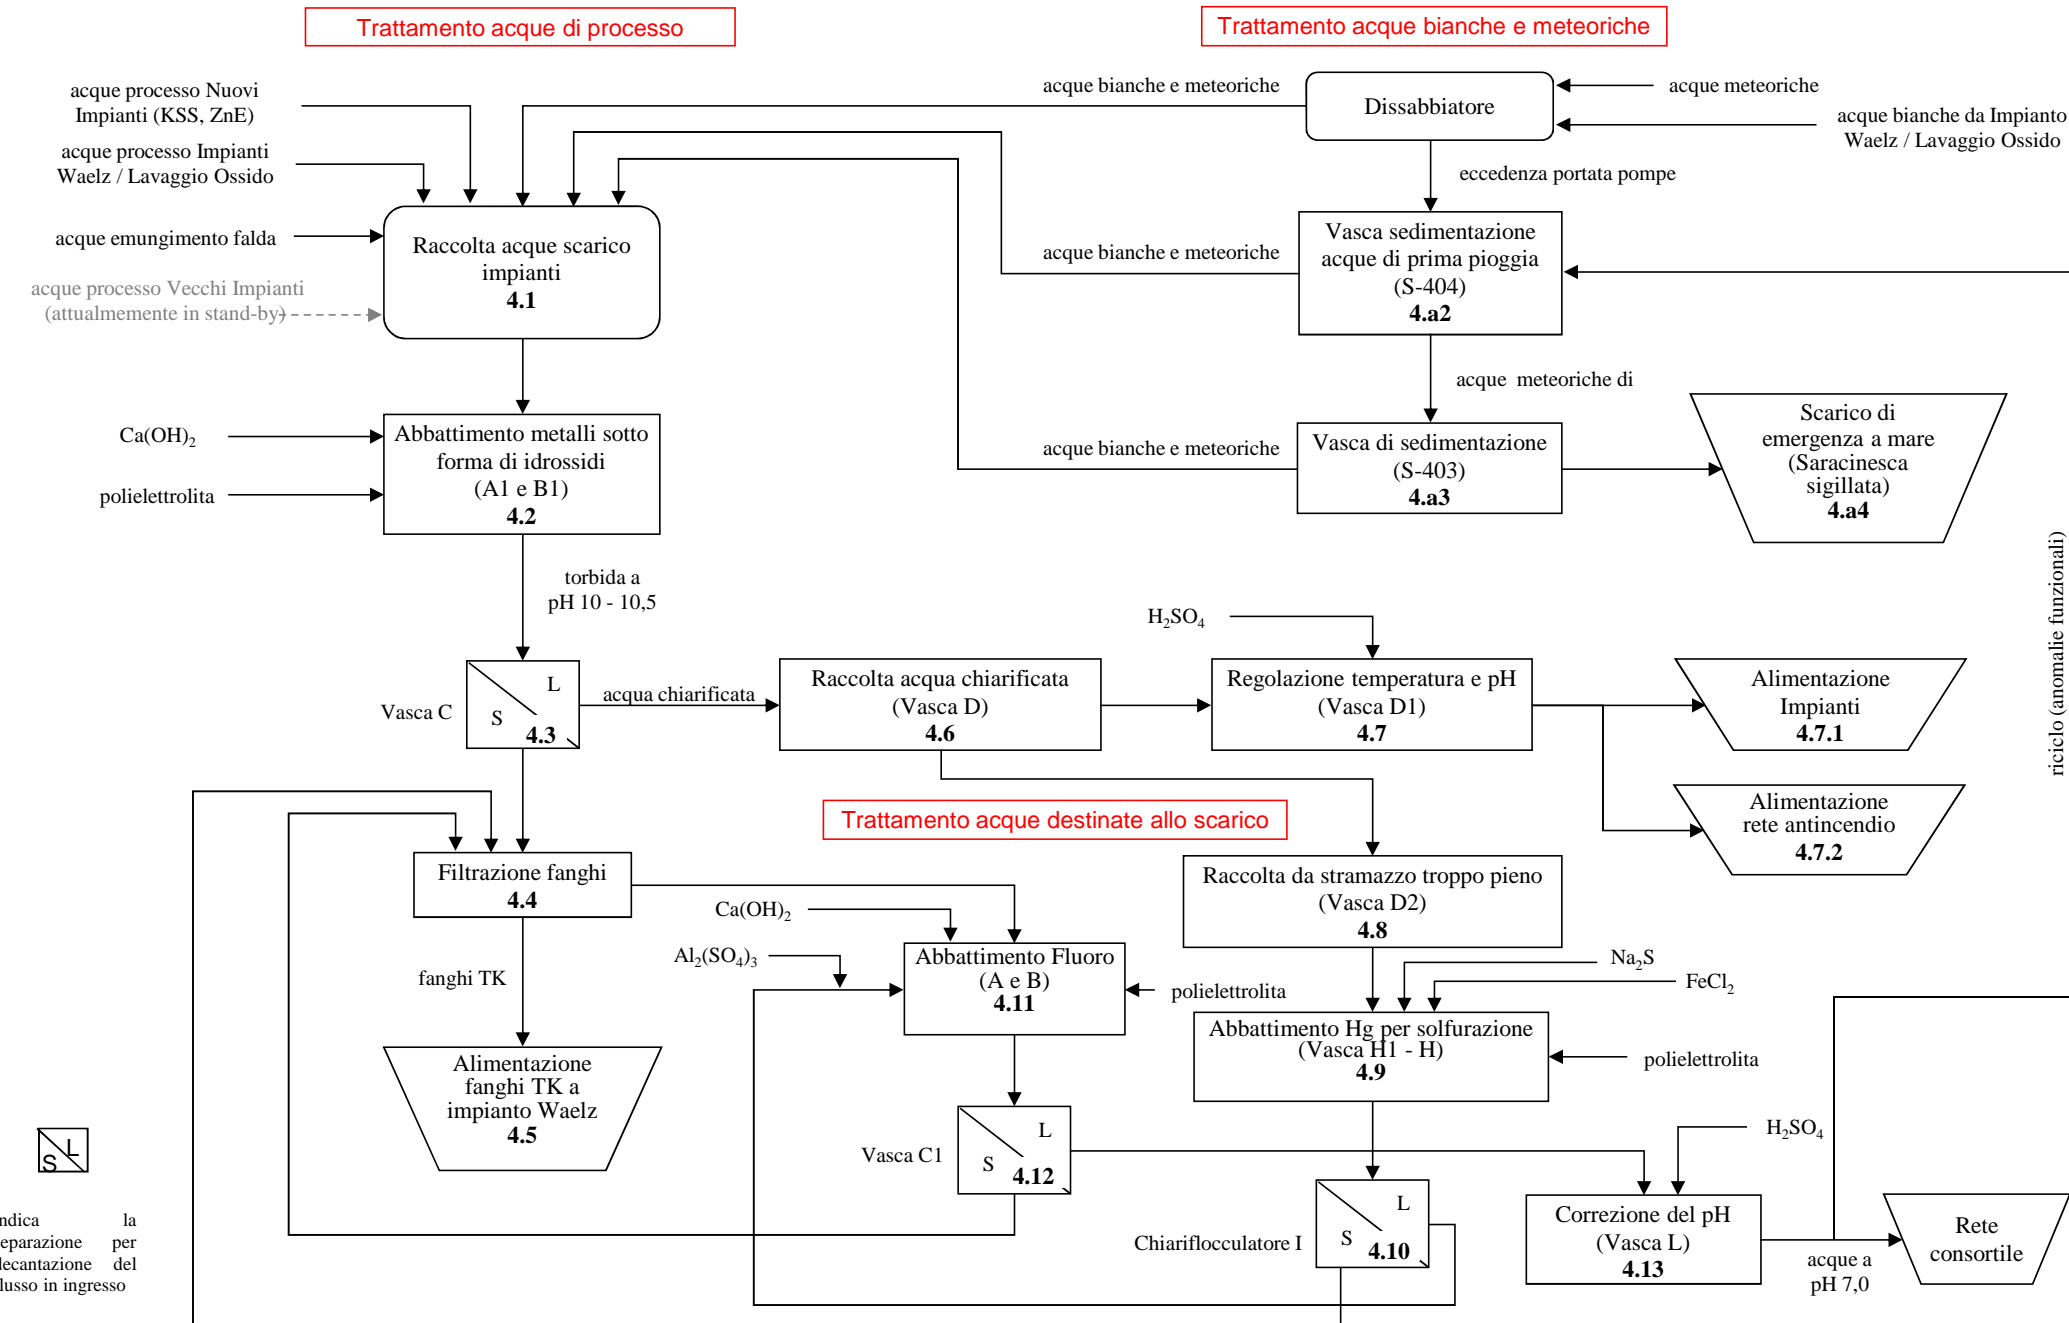 Trattamento acque di processo
Trattamento acque bianche e meteoriche
acque processo Nuovi
Impianti (KSS, ZnE)
acque processo Impianti
Waelz / Lavaggio Ossido
acque emungimento falda
acque processo Vecchi Impianti
(attualmemente in stand-by)
Raccolta acque scarico
impianti
4.1
acque bianche e meteoriche
Dissabbiatore
acque meteoriche
acque bianche da Impianto
Waelz / Lavaggio Ossido
eccedenza portata pompe
acque bianche e meteoriche
Vasca sedimentazione
acque di prima pioggia
(S-404)
4.a2
acque meteoriche di
acque bianche e meteoriche
Vasca di sedimentazione
(S-403)
4.a3
Scarico di
emergenza a mare
(Saracinesca
sigillata)
4.a4
Ca(OH)₂
polielettrolita
Abbattimento metalli sotto
forma di idrossidi
(A1 e B1)
4.2
torbida a
pH 10 - 10,5
Vasca C
L
S
4.3
acqua chiarificata
Raccolta acqua chiarificata
(Vasca D)
4.6
H₂SO₄
Regolazione temperatura e pH
(Vasca D1)
4.7
Alimentazione
Impianti
4.7.1
Alimentazione
rete antincendio
4.7.2
riciclo (anomalie funzionali)
Trattamento acque destinate allo scarico
Filtrazione fanghi
4.4
fanghi TK
Alimentazione
fanghi TK a
impianto Waelz
4.5
Ca(OH)₂
Al₂(SO₄)₃
Abbattimento Fluoro
(A e B)
4.11
polielettrolita
Raccolta da stramazzo troppo pieno
(Vasca D2)
4.8
Na₂S
FeCl₂
Abbattimento Hg per solfurazione
(Vasca H1 - H)
4.9
polielettrolita
Vasca C1
L
S
4.12
Chiariflocculatore I
L
S
4.10
H₂SO₄
Correzione del pH
(Vasca L)
4.13
acque a
pH 7,0
Rete
consortile
L
S
ndica la
eparazione per
lecantazione del
lusso in ingresso